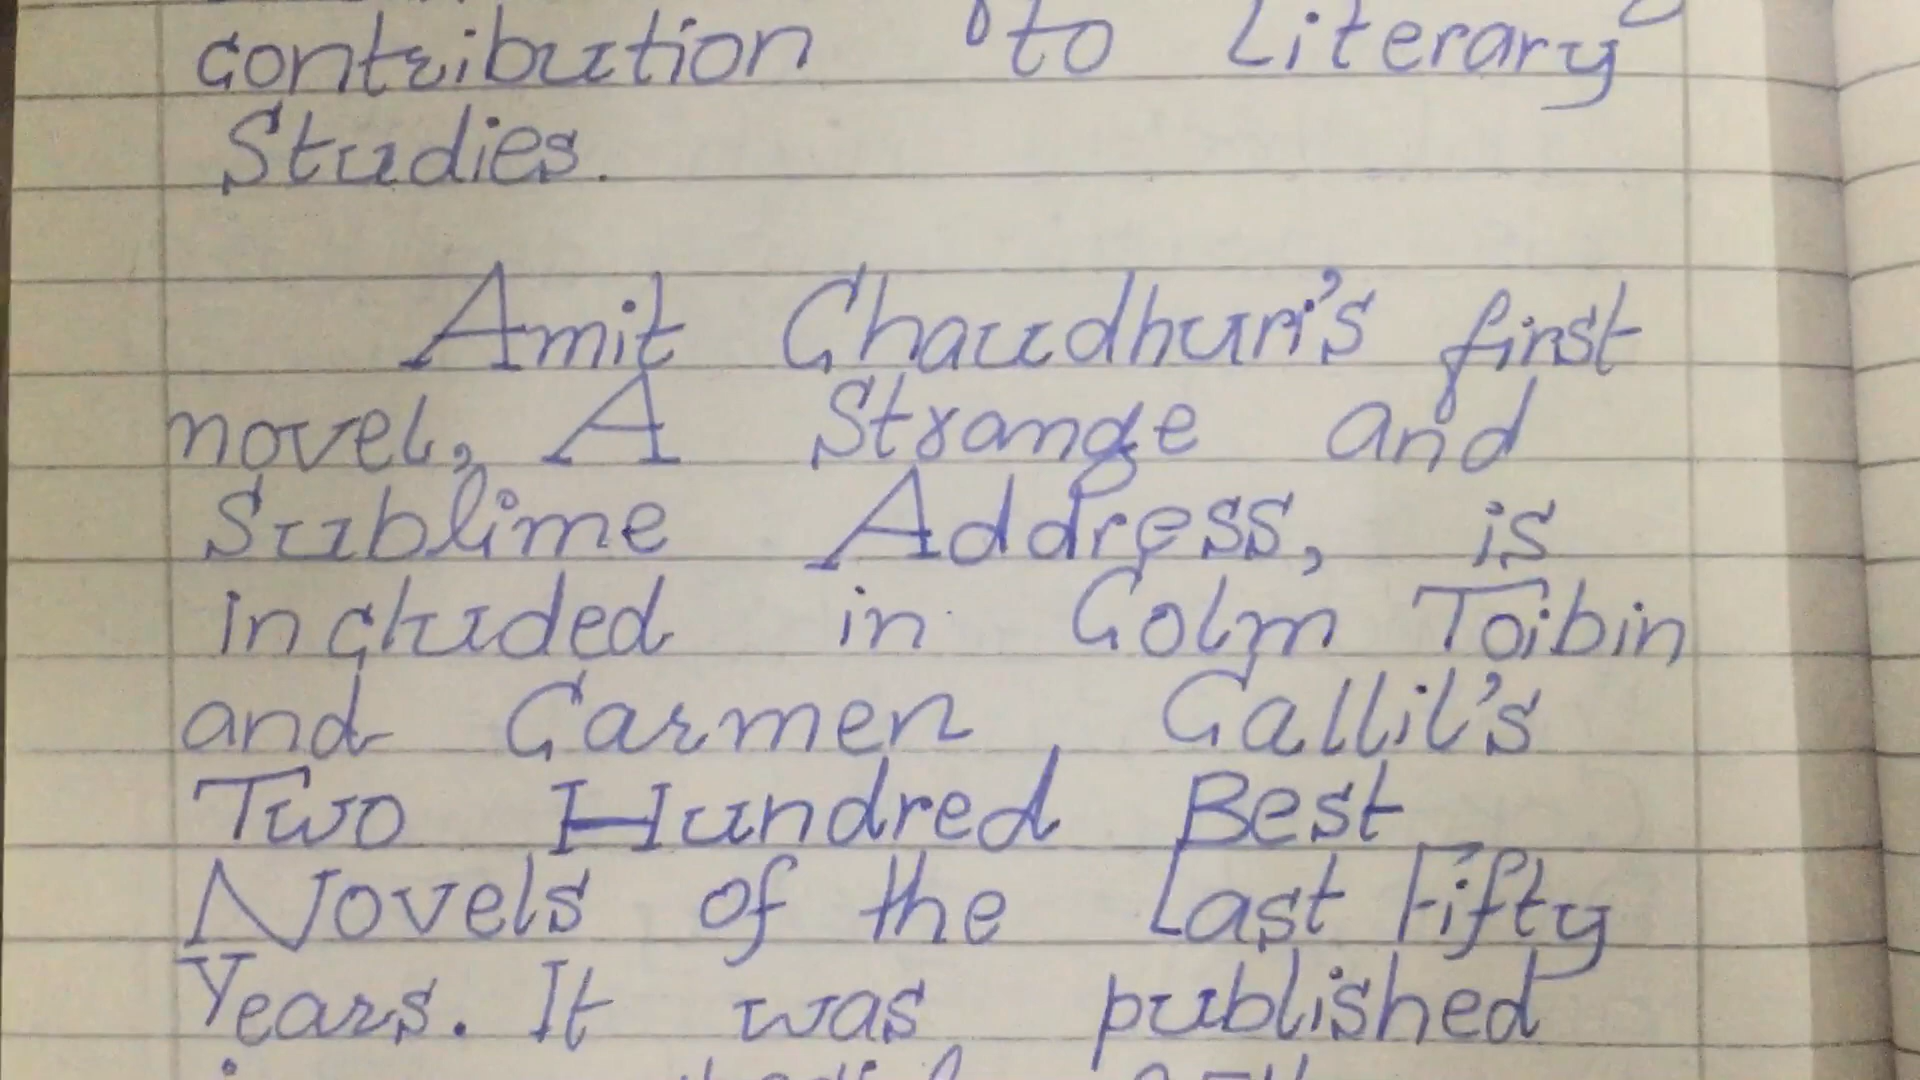 contribution to Literary
Studies.
Amit Chaudhuri's first
novel, A Strange and
Sublime Address, is
included in Colm Toibin
and Carmen Callil's
Two Hundred Best
Novels of the Last Fifty
Years. It was published